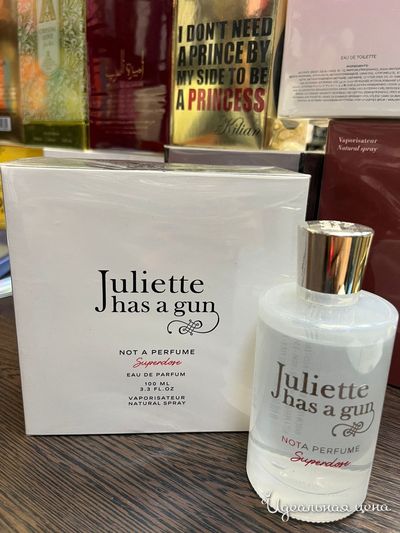 I DON'T NEED
A PRINCE BY
MY SIDE TO BE
A PRINCESS
Kilian
EAU DE TOILETTE
Vaporisateur
Natural spray
Juliette
has a gun
NOT A PERFUME
Superdose
EAU DE PARFUM
100 ML
3.3 FL.OZ
VAPORISATEUR
NATURAL SPRAY
Juliette
has a gun
NOT A PERFUME
Superdose
Идеальная цена